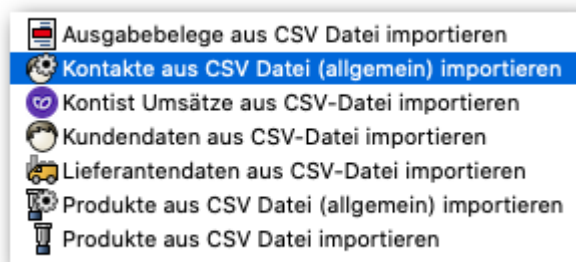 Ausgabebelege aus CSV Datei importieren
Kontakte aus CSV Datei (allgemein) importieren
Kontist Umsätze aus CSV-Datei importieren
Kundendaten aus CSV-Datei importieren
Lieferantendaten aus CSV-Datei importieren
Produkte aus CSV Datei (allgemein) importieren
Produkte aus CSV Datei importieren